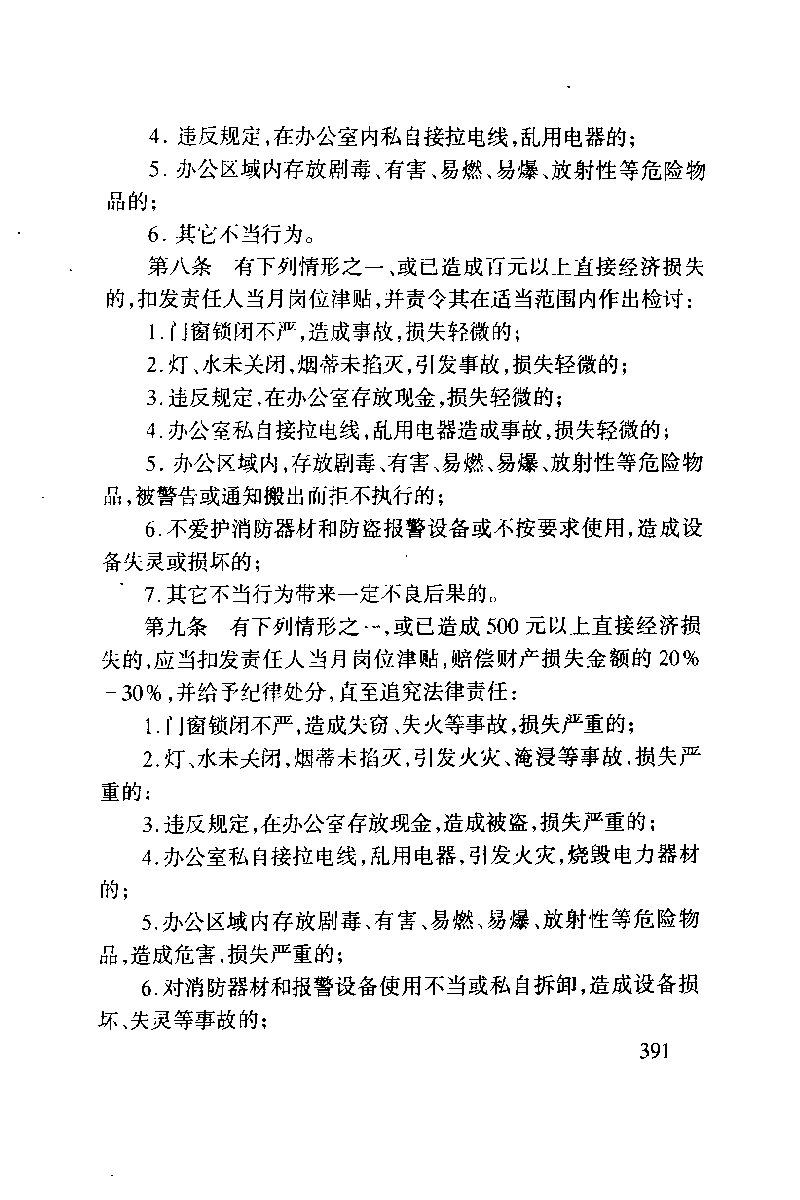 4. 违反规定,在办公室内私自接拉电线,乱用电器的;
5. 办公区域内存放剧毒、有害、易燃、易爆、放射性等危险物
品的;
6. 其它不当行为。
第八条　有下列情形之一、或已造成百元以上直接经济损失
的,扣发责任人当月岗位津贴,并责令其在适当范围内作出检讨:
1.门窗锁闭不严,造成事故,损失轻微的;
2.灯、水未关闭,烟蒂未掐灭,引发事故,损失轻微的;
3.违反规定,在办公室存放现金,损失轻微的;
4.办公室私自接拉电线,乱用电器造成事故,损失轻微的;
5. 办公区域内,存放剧毒、有害、易燃、易爆、放射性等危险物
品,被警告或通知搬出而拒不执行的;
6.不爱护消防器材和防盗报警设备或不按要求使用,造成设
备失灵或损坏的;
7.其它不当行为带来一定不良后果的。
第九条　有下列情形之一,或已造成 500 元以上直接经济损
失的,应当扣发责任人当月岗位津贴,赔偿财产损失金额的 20%
－30%,并给予纪律处分,直至追究法律责任:
1.门窗锁闭不严,造成失窃、失火等事故,损失严重的;
2.灯、水未关闭,烟蒂未掐灭,引发火灾、淹浸等事故,损失严
重的;
3.违反规定,在办公室存放现金,造成被盗,损失严重的;
4.办公室私自接拉电线,乱用电器,引发火灾,烧毁电力器材
的;
5.办公区域内存放剧毒、有害、易燃、易爆、放射性等危险物
品,造成危害,损失严重的;
6.对消防器材和报警设备使用不当或私自拆卸,造成设备损
坏、失灵等事故的;
391